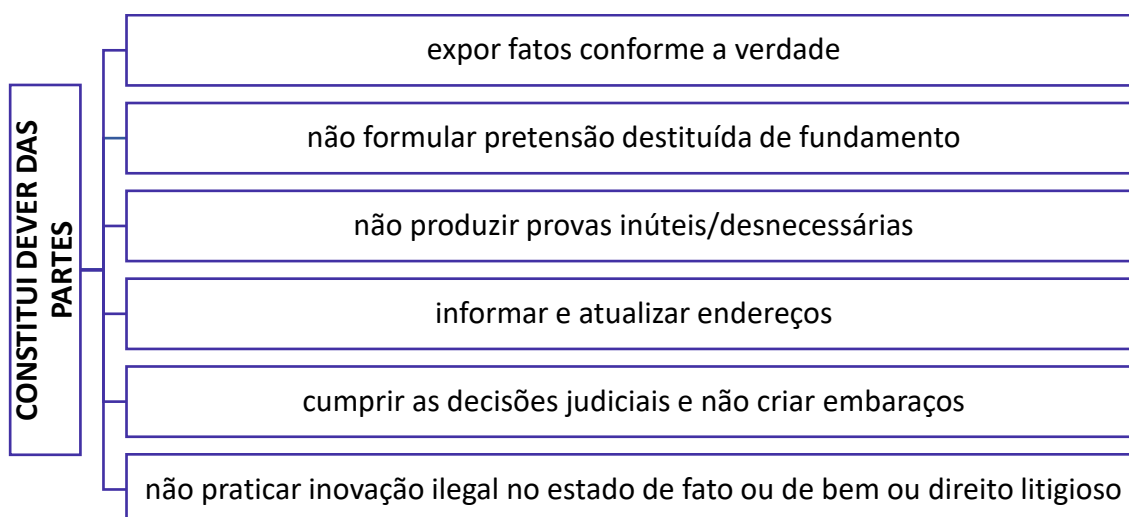 CONSTITUI DEVER DAS
PARTES
expor fatos conforme a verdade
não formular pretensão destituída de fundamento
não produzir provas inúteis/desnecessárias
informar e atualizar endereços
cumprir as decisões judiciais e não criar embaraços
não praticar inovação ilegal no estado de fato ou de bem ou direito litigioso